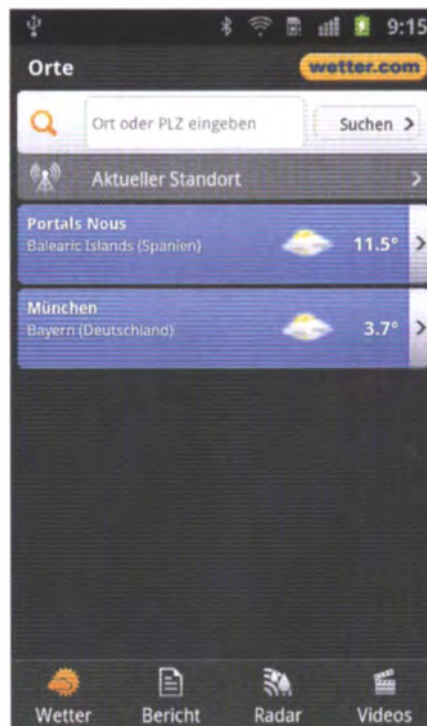 9:15
Orte wetter.com
Ort oder PLZ eingeben Suchen >
Aktueller Standort >
Portals Nous
Balearic Islands (Spanien) 11.5° >
München
Bayern (Deutschland) 3.7° >
Wetter Bericht Radar Videos